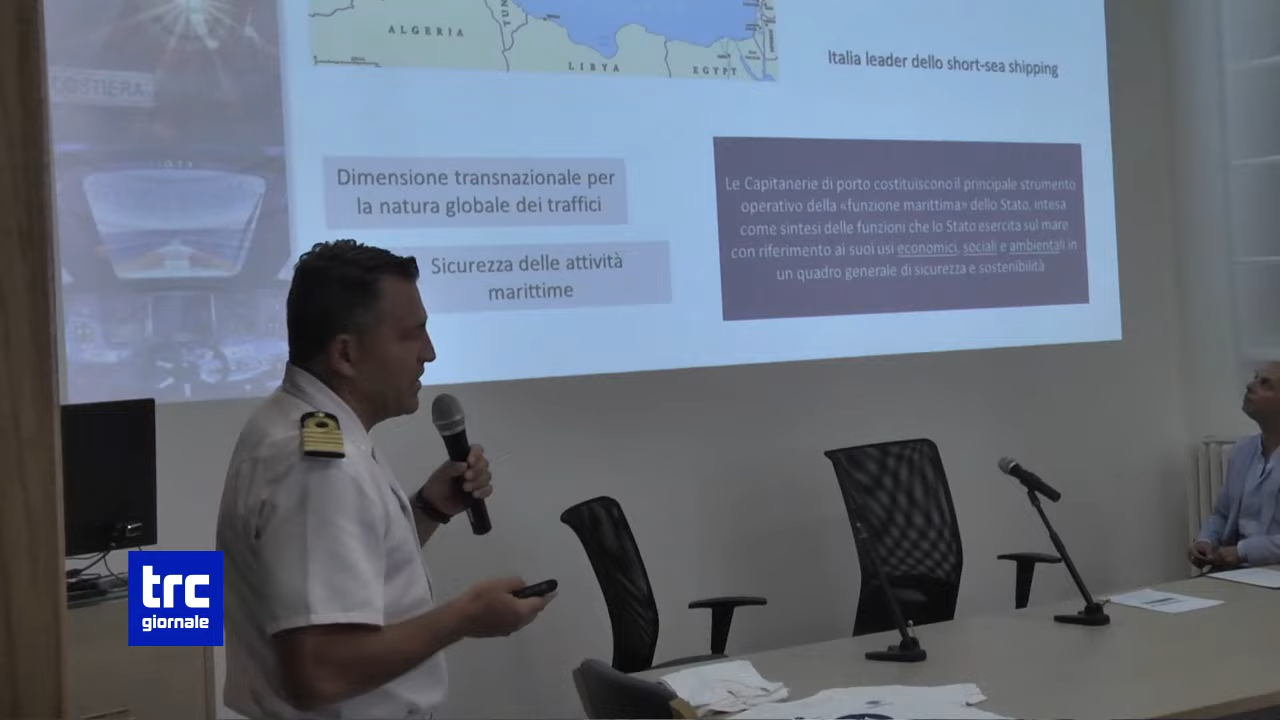 ALGERIA
TUN
LIBYA
EGYPT
Italia leader dello short-sea shipping
COSTIERA
Dimensione transnazionale per
la natura globale dei traffici
Sicurezza delle attività
marittime
Le Capitanerie di porto costituiscono il principale strumento
operativo della «funzione marittima» dello Stato, intesa
come sintesi delle funzioni che lo Stato esercita sul mare
con riferimento ai suoi usi economici, sociali e ambientali in
un quadro generale di sicurezza e sostenibilità
trc
giornale